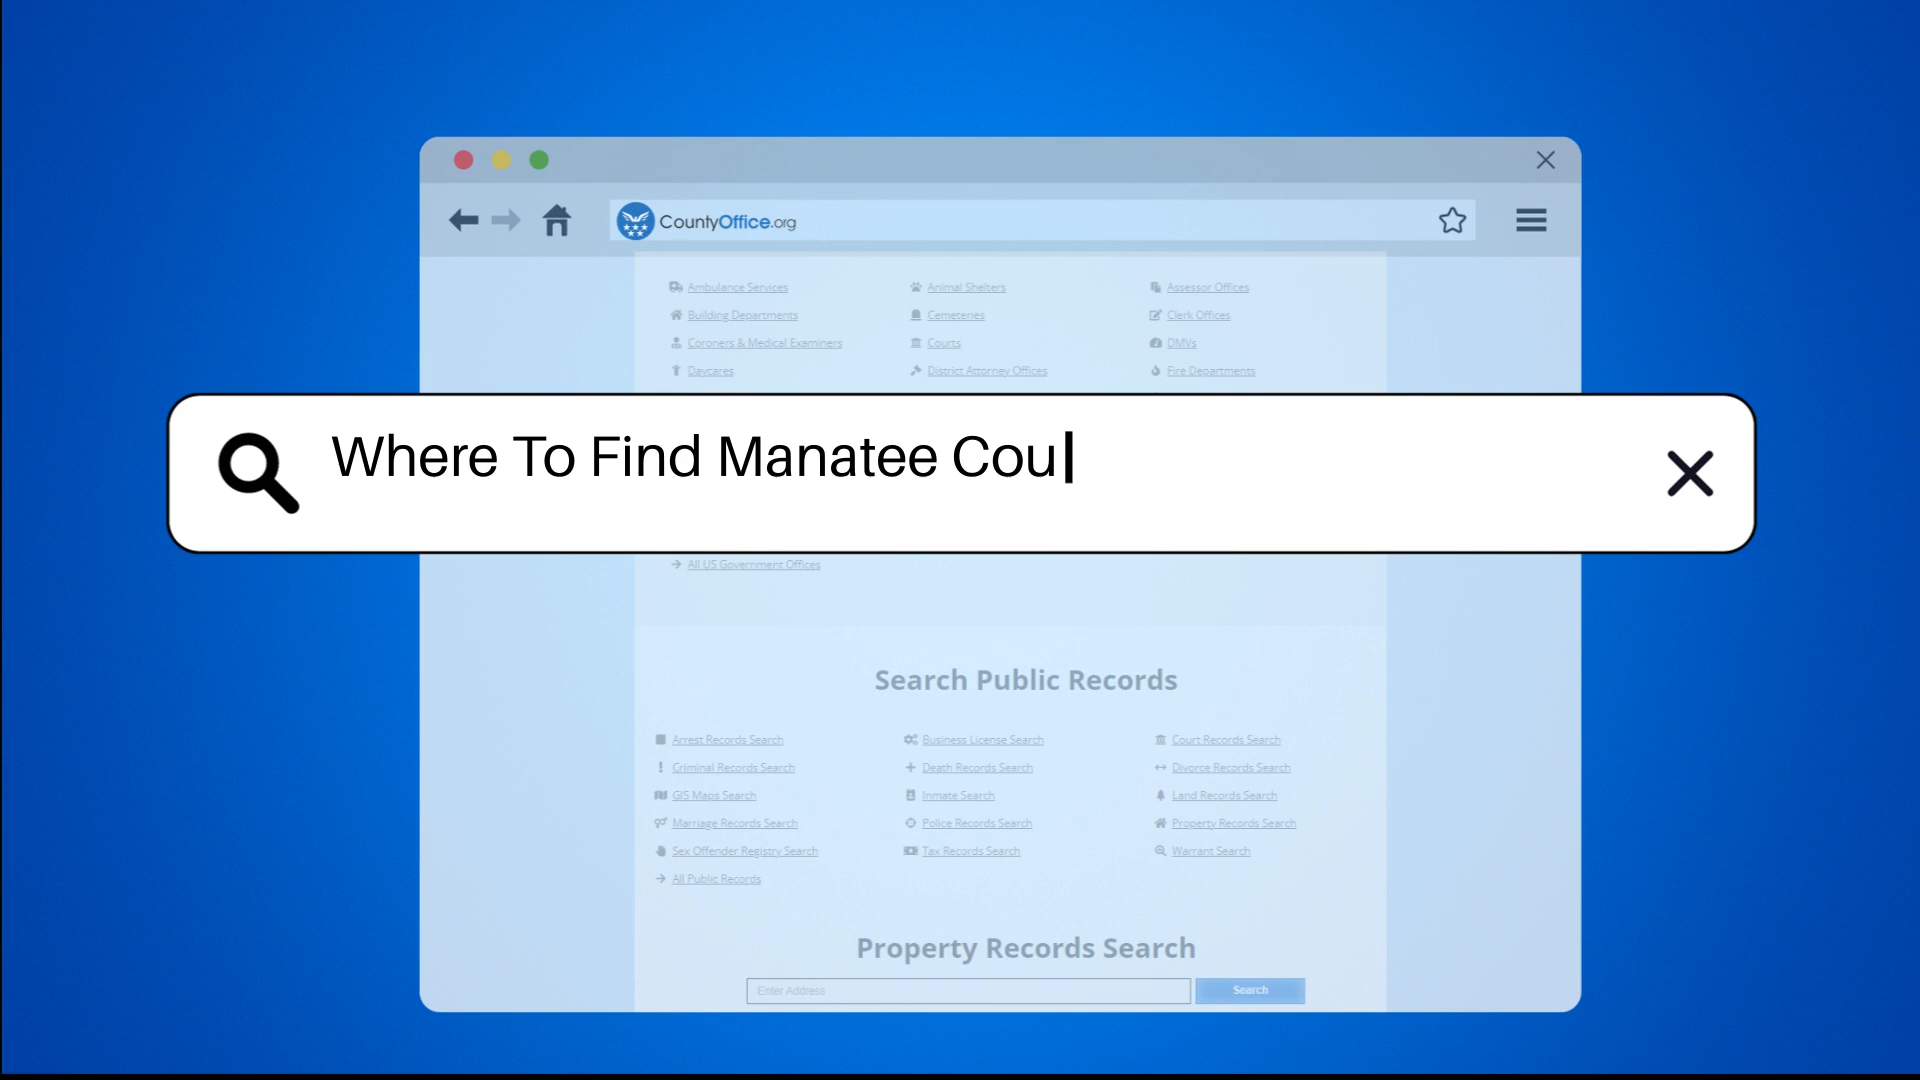 CountyOffice.org
Ambulance Services Animal Shelters Assessor Offices
Building Departments Cemeteries Clerk Offices
Coroners & Medical Examiners Courts DMVs
Daycares District Attorney Offices Fire Departments
Where To Find Manatee Cou
All US Government Offices
Search Public Records
Arrest Records Search Business License Search Court Records Search
Criminal Records Search Death Records Search Divorce Records Search
GIS Maps Search Inmate Search Land Records Search
Marriage Records Search Police Records Search Property Records Search
Sex Offender Registry Search Tax Records Search Warrant Search
All Public Records
Property Records Search
Enter Address Search